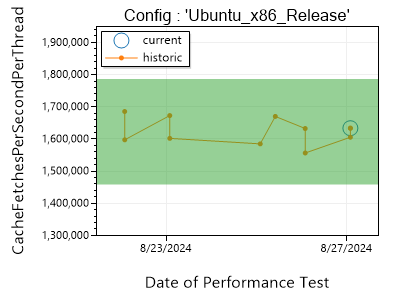 Config : 'Ubuntu_x86_Release'
CacheFetchesPerSecondPerThread
1,900,000
1,800,000
1,700,000
1,600,000
1,500,000
1,400,000
1,300,000
current
historic
8/23/2024
8/27/2024
Date of Performance Test